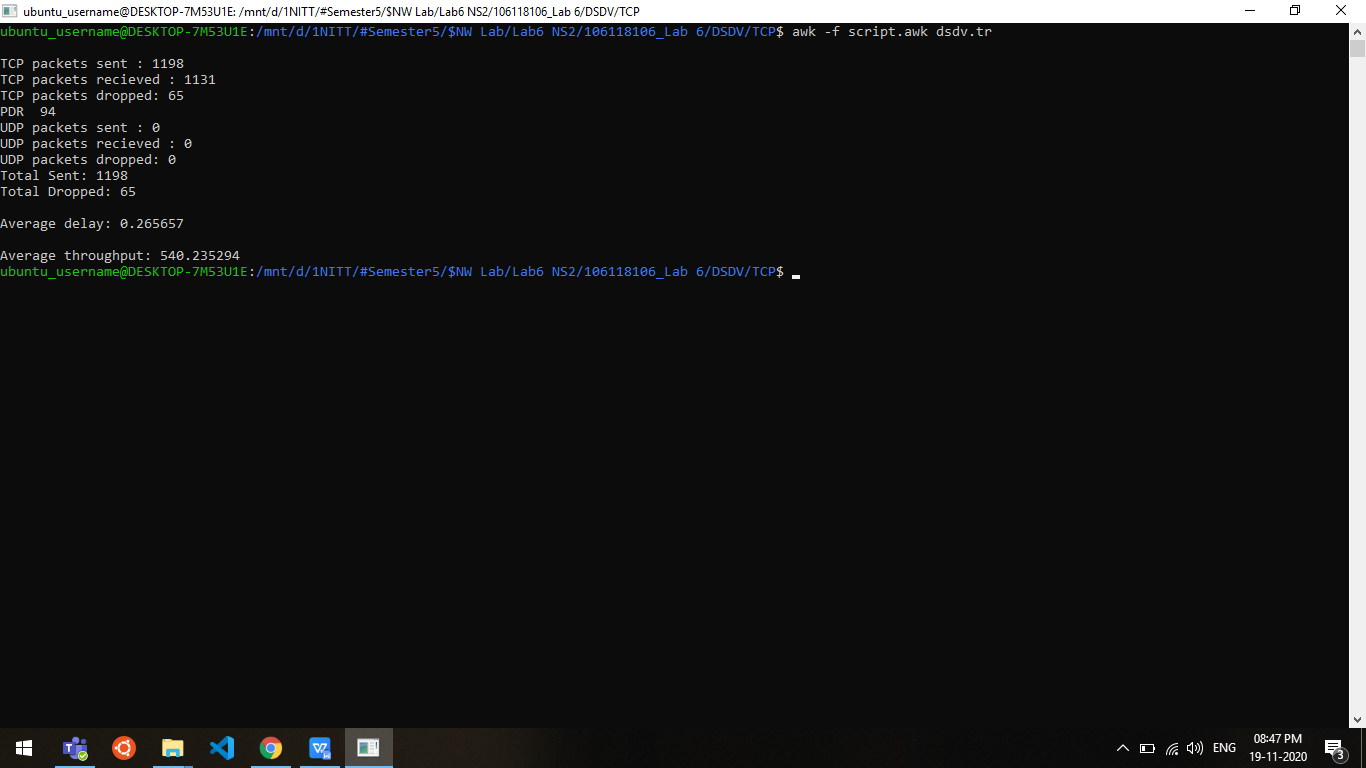 ubuntu_username@DESKTOP-7M53U1E: /mnt/d/1NITT/#Semester5/$NW Lab/Lab6 NS2/106118106_Lab 6/DSDV/TCP
ubuntu_username@DESKTOP-7M53U1E:/mnt/d/1NITT/#Semester5/$NW Lab/Lab6 NS2/106118106_Lab 6/DSDV/TCP$ awk -f script.awk dsdv.tr
TCP packets sent : 1198
TCP packets recieved : 1131
TCP packets dropped: 65
PDR  94
UDP packets sent : 0
UDP packets recieved : 0
UDP packets dropped: 0
Total Sent: 1198
Total Dropped: 65
Average delay: 0.265657
Average throughput: 540.235294
ubuntu_username@DESKTOP-7M53U1E:/mnt/d/1NITT/#Semester5/$NW Lab/Lab6 NS2/106118106_Lab 6/DSDV/TCP$
ENG
08:47 PM
19-11-2020
3